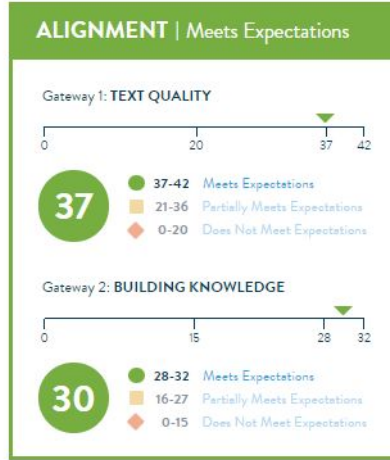 ALIGNMENT | Meets Expectations
Gateway 1: TEXT QUALITY
0 20 37 42
37
37-42 Meets Expectations
21-36 Partially Meets Expectations
0-20 Does Not Meet Expectations
Gateway 2: BUILDING KNOWLEDGE
0 15 28 32
30
28-32 Meets Expectations
16-27 Partially Meets Expectations
0-15 Does Not Meet Expectations